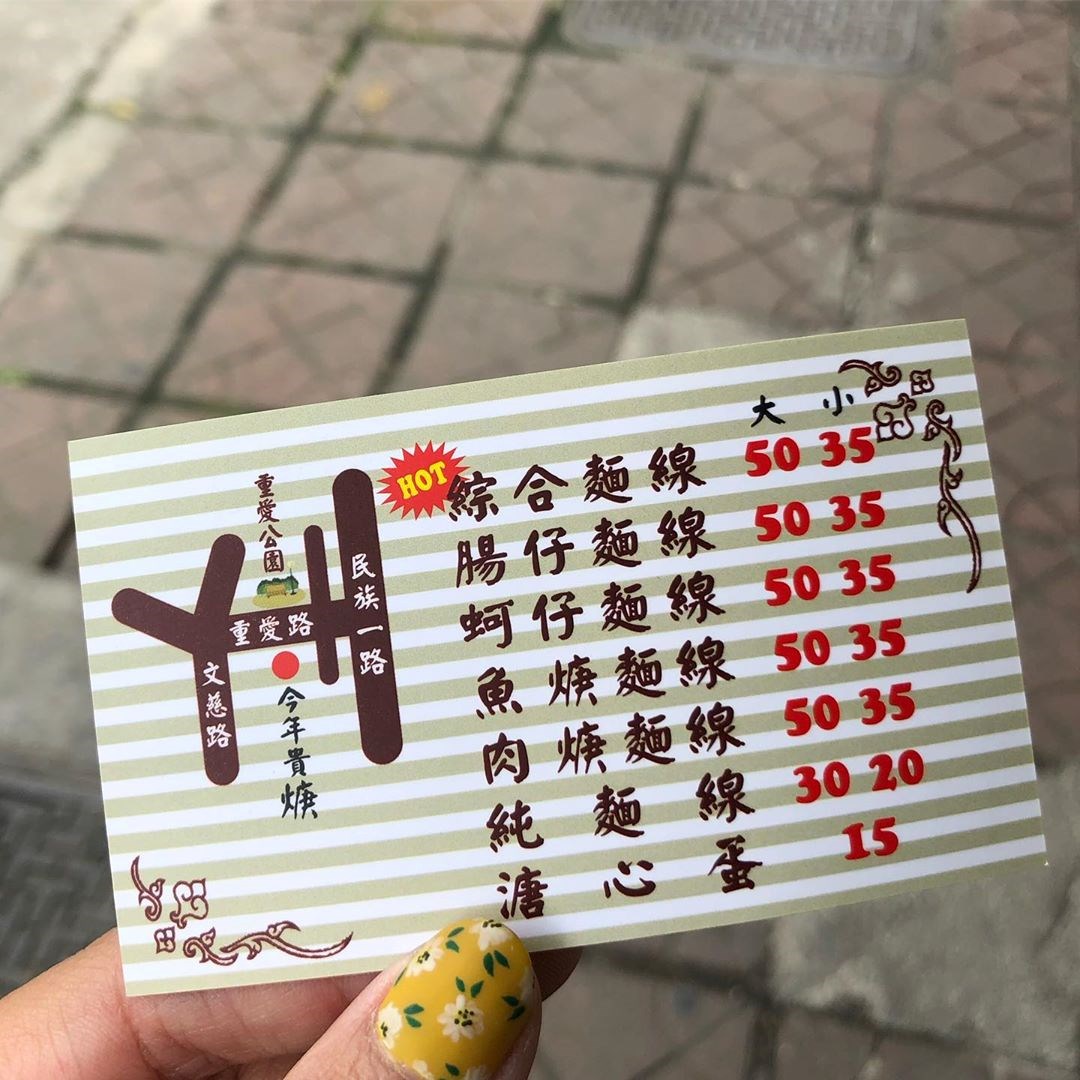 重愛公園
重愛路
民族一路
文慈路
今年貴焿
HOT
大 小
綜合麵線 50 35
腸仔麵線 50 35
蚵仔麵線 50 35
魚焿麵線 50 35
肉焿麵線 50 35
純麵線 30 20
溏心蛋 15